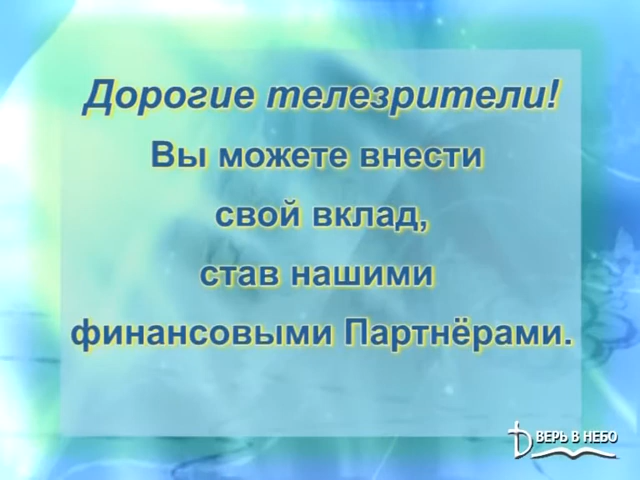 Дорогие телезрители!
Вы можете внести
свой вклад,
став нашими
финансовыми Партнёрами.
ВЕРЬ В НЕБО